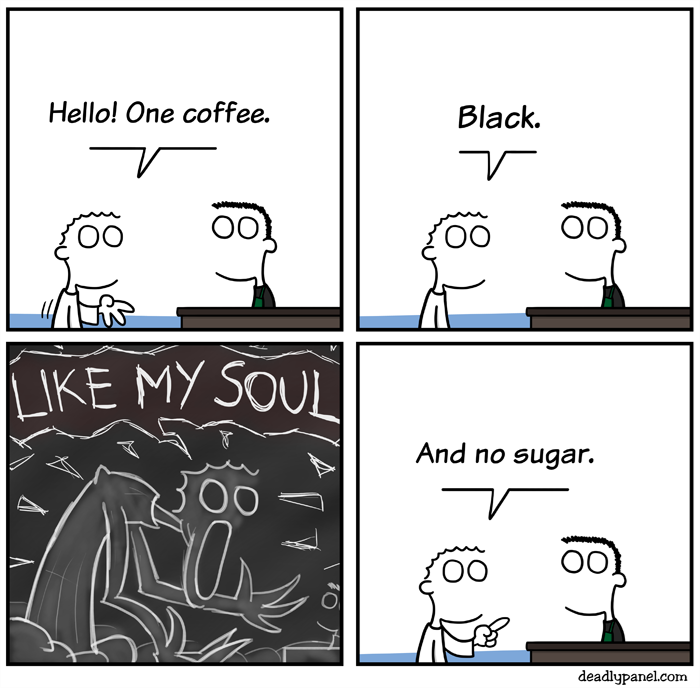 Hello! One coffee.
Black.
LIKE MY SOUL
And no sugar.
deadlypanel.com